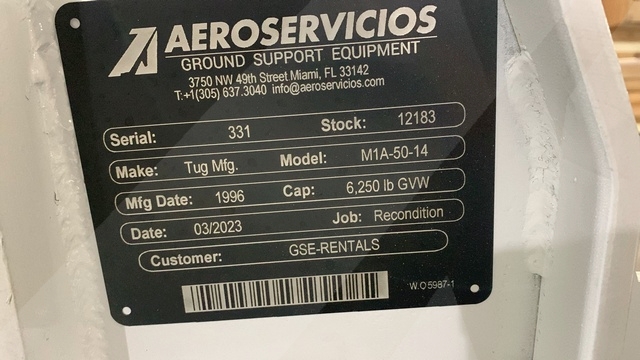 AEROSERVICIOS
GROUND SUPPORT EQUIPMENT
3750 NW 49th Street Miami, FL 33142
T:+1(305) 637.3040 info@aeroservicios.com
Serial: 331 Stock: 12183
Make: Tug Mfg. Model: M1A-50-14
Mfg Date: 1996 Cap: 6,250 lb GVW
Date: 03/2023 Job: Recondition
Customer: GSE-RENTALS
W.O 5987-1